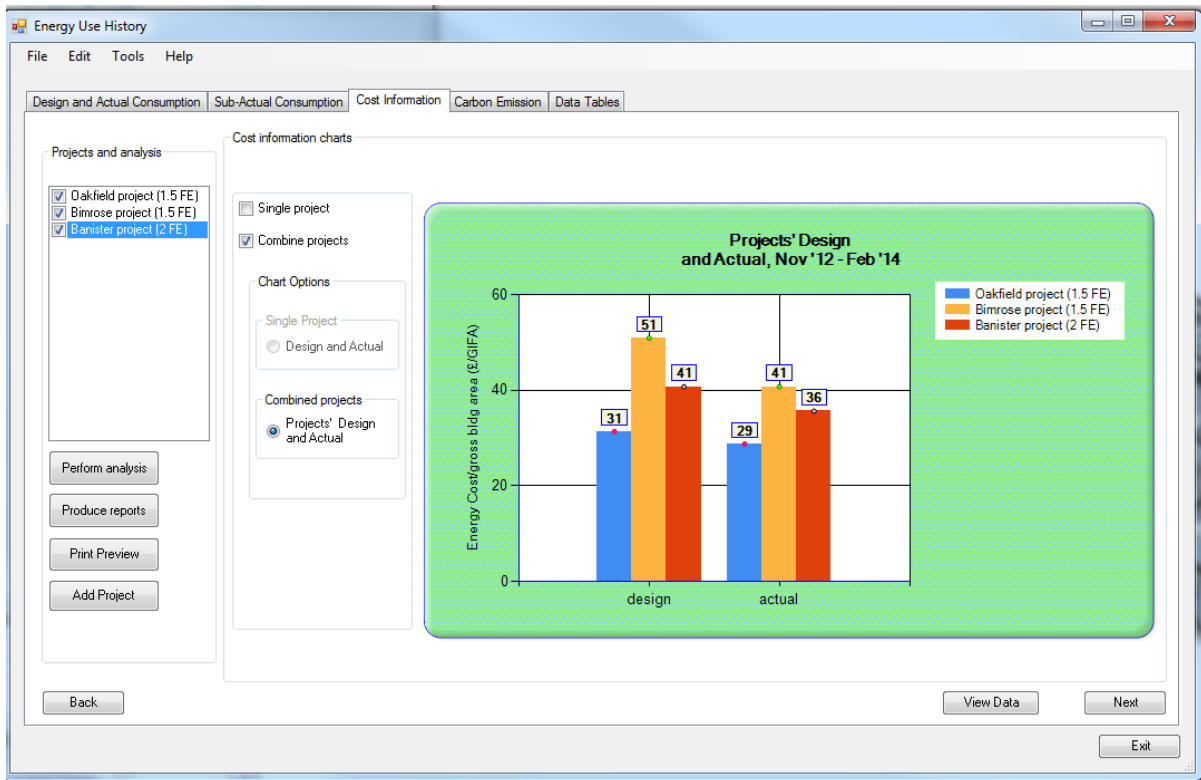 Energy Use History
File Edit Tools Help
Design and Actual Consumption Sub-Actual Consumption Cost Information Carbon Emission Data Tables
Projects and analysis
Oakfield project (1.5 FE)
Bimrose project (1.5 FE)
Banister project (2 FE)
Perform analysis
Produce reports
Print Preview
Add Project
Cost information charts
Single project
Combine projects
Chart Options
Single Project
Design and Actual
Combined projects
Projects' Design
and Actual
Projects' Design
and Actual, Nov '12 - Feb '14
Energy Cost/gross bldg area (£/GIFA)
60
40
20
0
31
51
41
29
41
36
design actual
Oakfield project (1.5 FE)
Bimrose project (1.5 FE)
Banister project (2 FE)
Back View Data Next
Exit